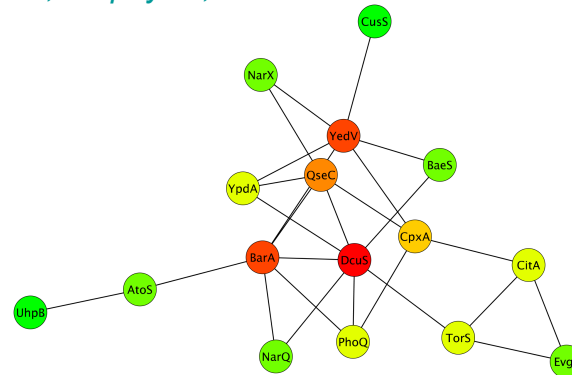 CusS
NarX
YedV
BaeS
QseC
YpdA
CpxA
BarA
DcuS
CitA
AtoS
UhpB
TorS
PhoQ
NarQ
Evg